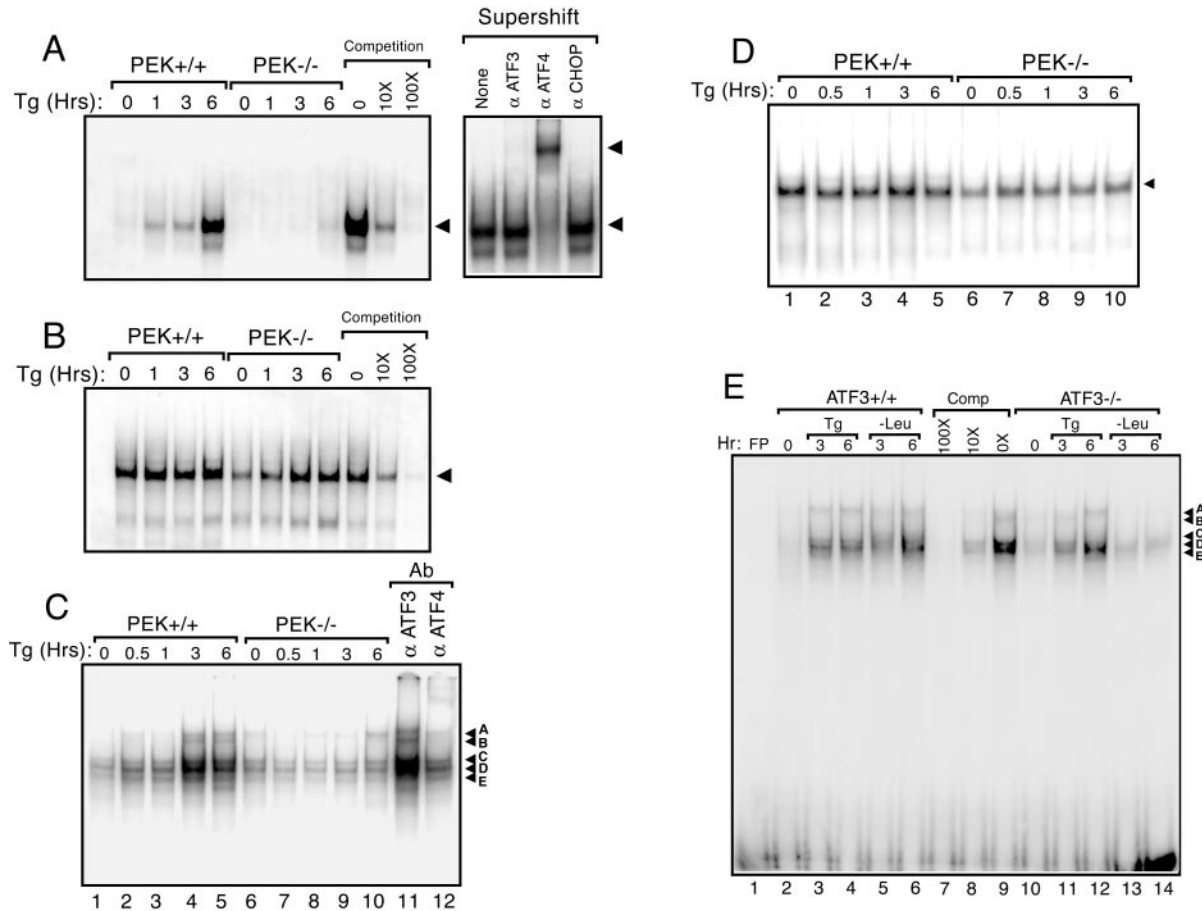 A
PEK+/+ PEK-/- Competition
Tg (Hrs): 0 1 3 6 0 1 3 6 0 10X 100X
Supershift
None α ATF3 α ATF4 α CHOP
B
PEK+/+ PEK-/- Competition
Tg (Hrs): 0 1 3 6 0 1 3 6 0 10X 100X
C
PEK+/+ PEK-/- Ab
Tg (Hrs): 0 0.5 1 3 6 0 0.5 1 3 6 α ATF3 α ATF4
A
B
C
D
E
1 2 3 4 5 6 7 8 9 10 11 12
D
PEK+/+ PEK-/-
Tg (Hrs): 0 0.5 1 3 6 0 0.5 1 3 6
1 2 3 4 5 6 7 8 9 10
E
ATF3+/+ Comp ATF3-/-
Tg -Leu Tg -Leu
Hr: FP 0 3 6 3 6 100X 10X 0X 0 3 6 3 6
A
B
C
D
E
1 2 3 4 5 6 7 8 9 10 11 12 13 14